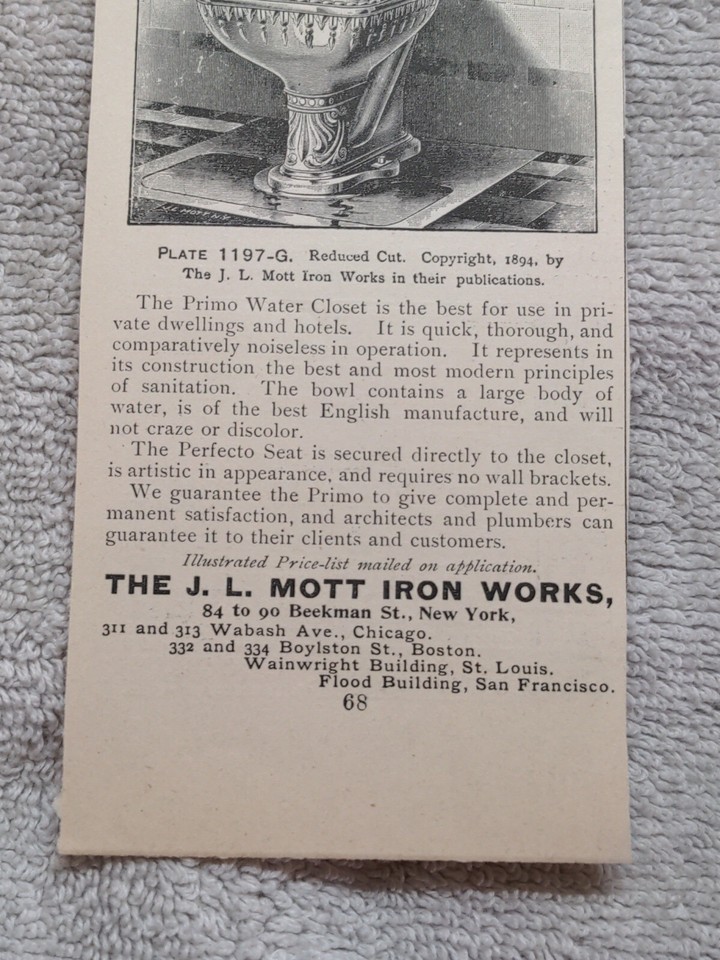 J.L. MOTT N.Y.
PLATE 1197-G. Reduced Cut. Copyright, 1894, by
The J. L. Mott Iron Works in their publications.
The Primo Water Closet is the best for use in pri-
vate dwellings and hotels. It is quick, thorough, and
comparatively noiseless in operation. It represents in
its construction the best and most modern principles
of sanitation. The bowl contains a large body of
water, is of the best English manufacture, and will
not craze or discolor.
The Perfecto Seat is secured directly to the closet,
is artistic in appearance, and requires no wall brackets.
We guarantee the Primo to give complete and per-
manent satisfaction, and architects and plumbers can
guarantee it to their clients and customers.
Illustrated Price-list mailed on application.
THE J. L. MOTT IRON WORKS,
84 to 90 Beekman St., New York,
311 and 313 Wabash Ave., Chicago.
332 and 334 Boylston St., Boston.
Wainwright Building, St. Louis.
Flood Building, San Francisco.
68